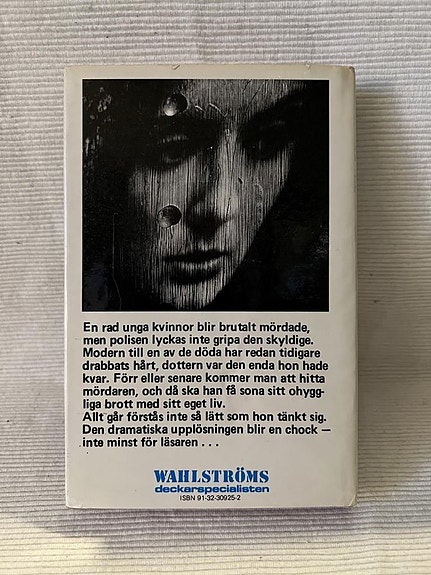 En rad unga kvinnor blir brutalt mördade,
men polisen lyckas inte gripa den skyldige.
Modern till en av de döda har redan tidigare
drabbats hårt, dottern var den enda hon hade
kvar. Förr eller senare kommer man att hitta
mördaren, och då ska han få sona sitt ohygg-
liga brott med sitt eget liv.
Allt går förstås inte så lätt som hon tänkt sig.
Den dramatiska upplösningen blir en chock —
inte minst för läsaren . . .
WAHLSTRÖMS
deckarspecialisten
ISBN 91-32-30925-2